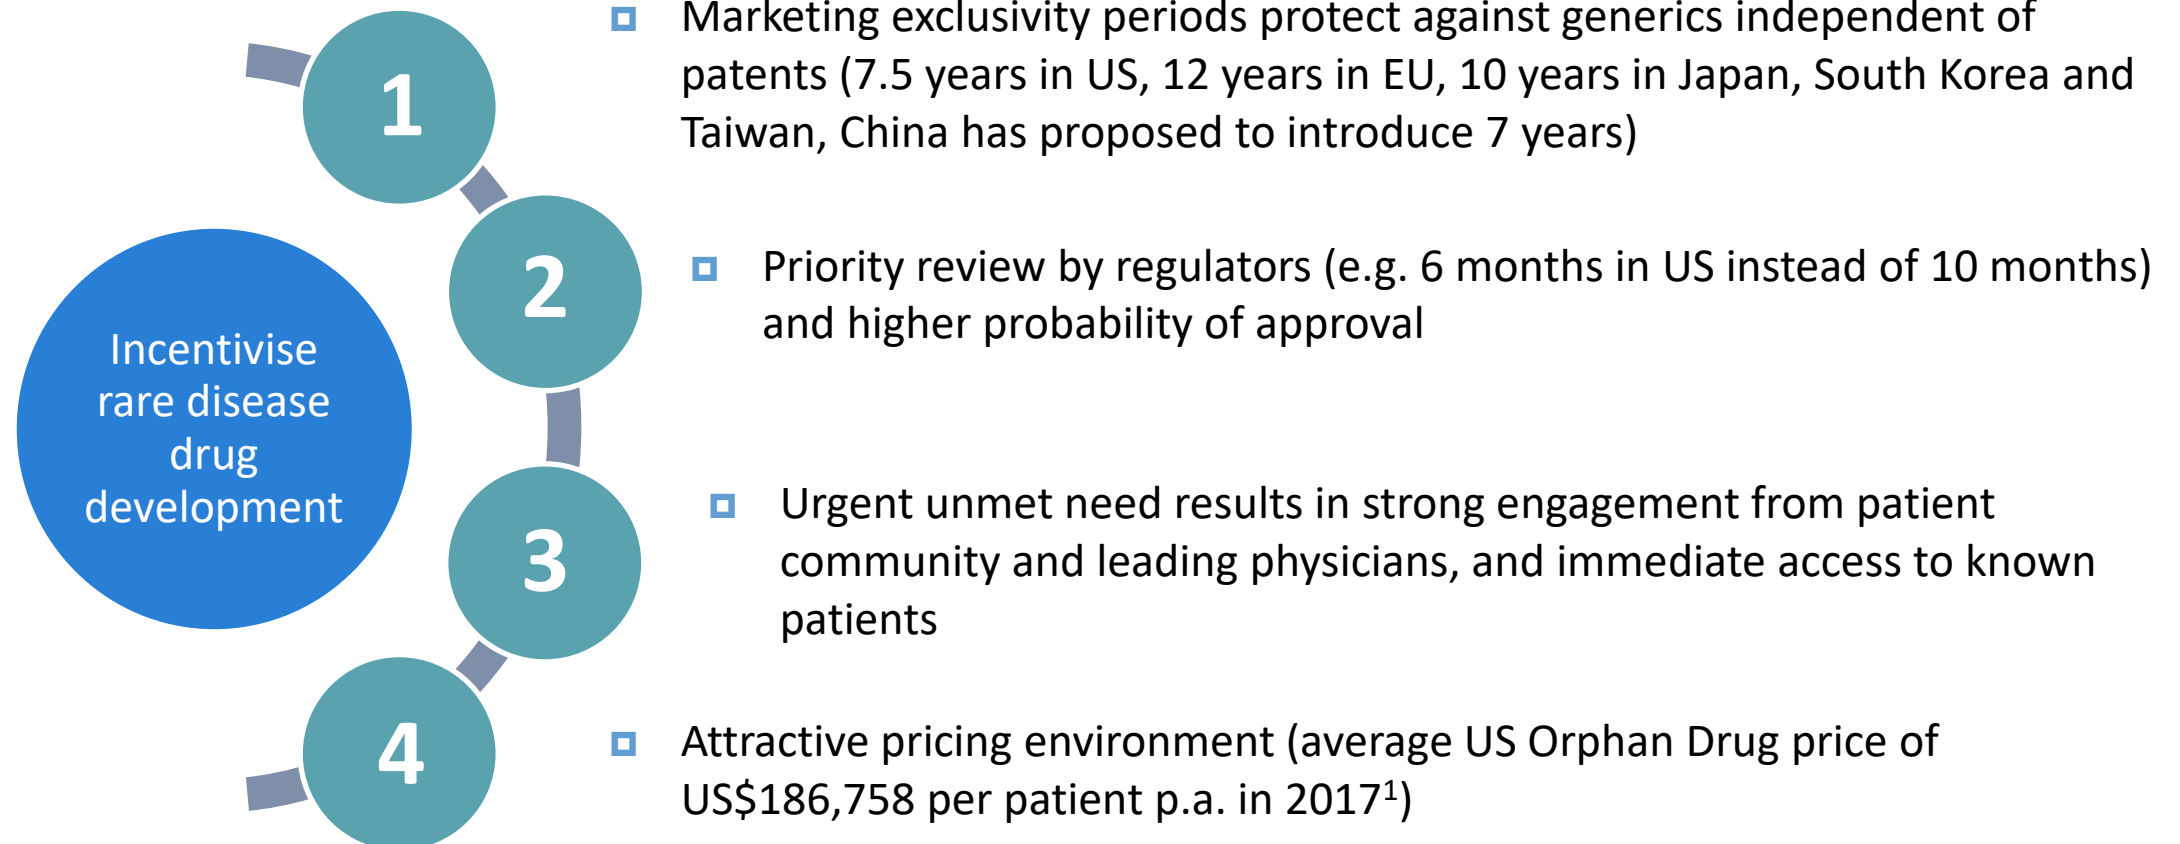 Incentivise
rare disease
drug
development
1
Marketing exclusivity periods protect against generics independent of
patents (7.5 years in US, 12 years in EU, 10 years in Japan, South Korea and
Taiwan, China has proposed to introduce 7 years)
2
Priority review by regulators (e.g. 6 months in US instead of 10 months)
and higher probability of approval
3
Urgent unmet need results in strong engagement from patient
community and leading physicians, and immediate access to known
patients
4
Attractive pricing environment (average US Orphan Drug price of
US$186,758 per patient p.a. in 2017¹)